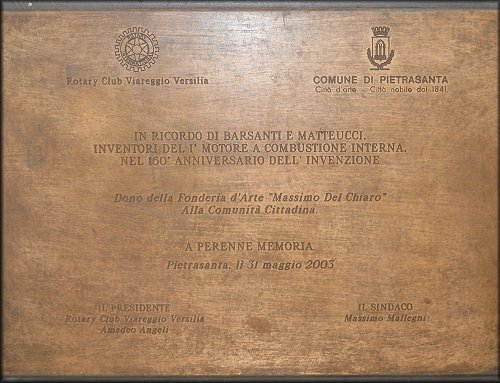 Rotary Club Viareggio Versilia
COMUNE DI PIETRASANTA
Città d'arte - Città nobile dal 1841
IN RICORDO DI BARSANTI E MATTEUCCI.
INVENTORI DEL 1° MOTORE A COMBUSTIONE INTERNA.
NEL 150° ANNIVERSARIO DELL'INVENZIONE
Dono della Fonderia d'Arte "Massimo Del Chiaro"
Alla Comunità Cittadina.
A PERENNE MEMORIA.
Pietrasanta. lì 31 maggio 2003
IL PRESIDENTE
Rotary Club Viareggio Versilia
Amedeo Angeli
IL SINDACO
Massimo Mallegni